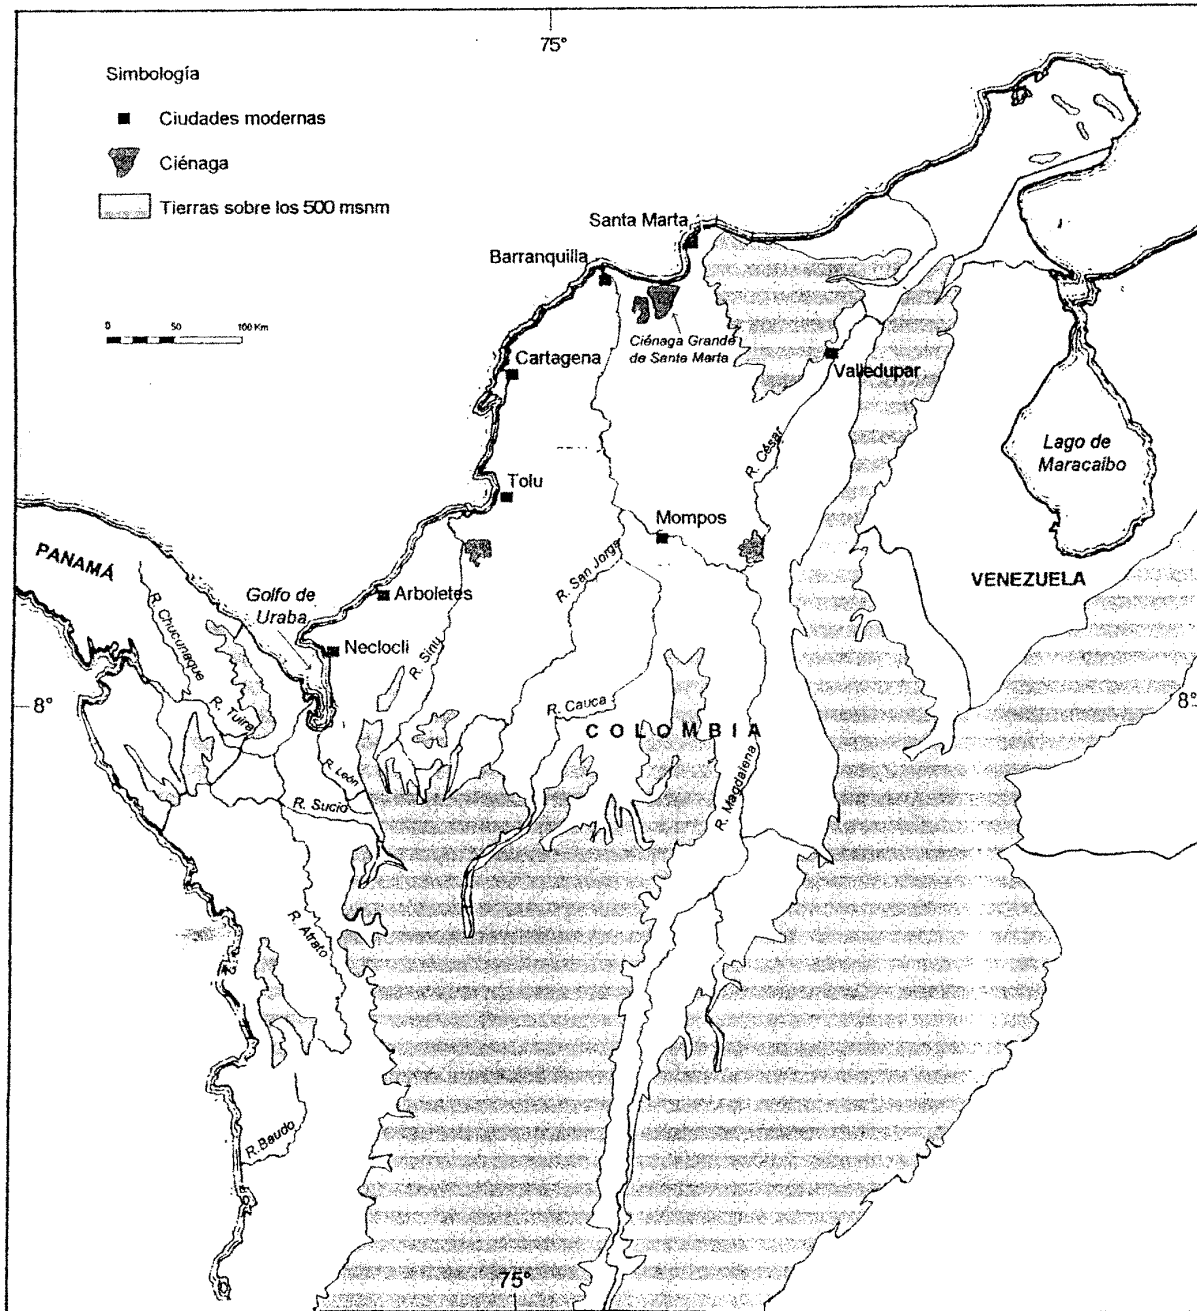 75°
Simbología
Ciudades modernas
Ciénaga
Tierras sobre los 500 msnm
0 50 100 Km
Santa Marta
Barranquilla
Ciénaga Grande
de Santa Marta
Cartagena
Valledupar
R. César
Lago de
Maracaibo
Tolu
Mompos
PANAMÁ
R. San Jorge
VENEZUELA
Golfo de
Uraba
Arboletes
R. Chucunaque
Neclocli
R. Sinu
8°
R. Tuira
R. Cauca
COLOMBIA
8°
R. León
R. Sucio
R. Magdalena
R. Atrato
R. Baudo
75°